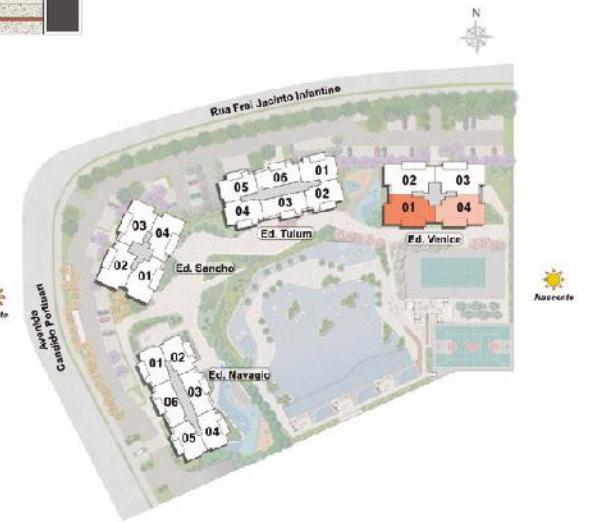 N
Rua Frei Jacinto Infantino
02
03
01
04
Ed. Venice
05
06
01
04
03
02
Ed. Tulum
03
04
02
01
Ed. Sancho
Nascente
Avenida
Candido Portinari
01
02
03
06
05
04
Ed. Navagio